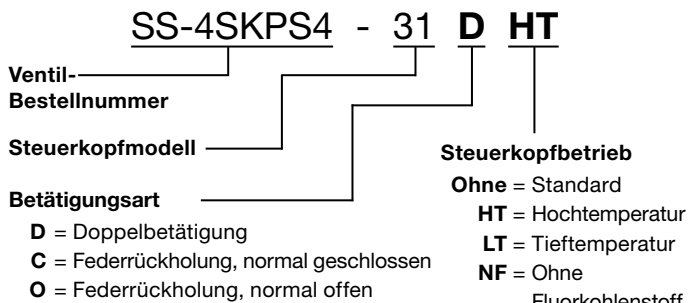 SS-4SKPS4 - 31 D HT
Ventil-
Bestellnummer
Steuerkopfmodell
Betätigungsart
D = Doppelbetätigung
C = Federrückholung, normal geschlossen
O = Federrückholung, normal offen
Steuerkopfbetrieb
Ohne = Standard
HT = Hochtemperatur
LT = Tieftemperatur
NF = Ohne
Fluorkohlenstoff